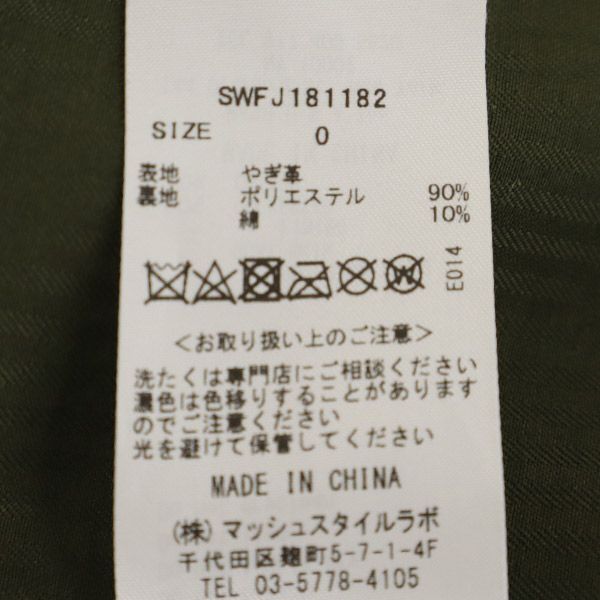 SWFJ181182
SIZE 0
表地 やぎ革
裏地 ポリエステル 90%
綿 10%
E014
<お取り扱い上のご注意>
洗たくは専門店にご相談ください
濃色は色移りすることがあります
のでご注意ください
光を避けて保管してください
MADE IN CHINA
(株)マッシュスタイルラボ
千代田区麹町5-7-1-4F
TEL 03-5778-4105